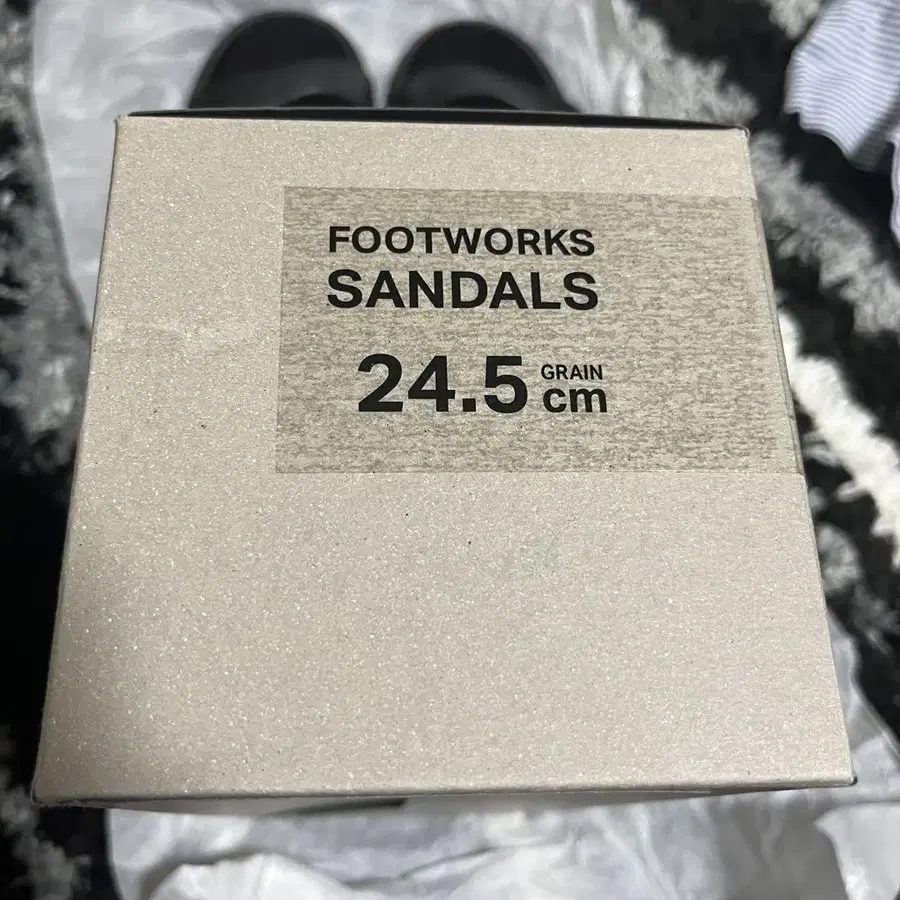 FOOTWORKS
SANDALS
24.5 GRAIN cm